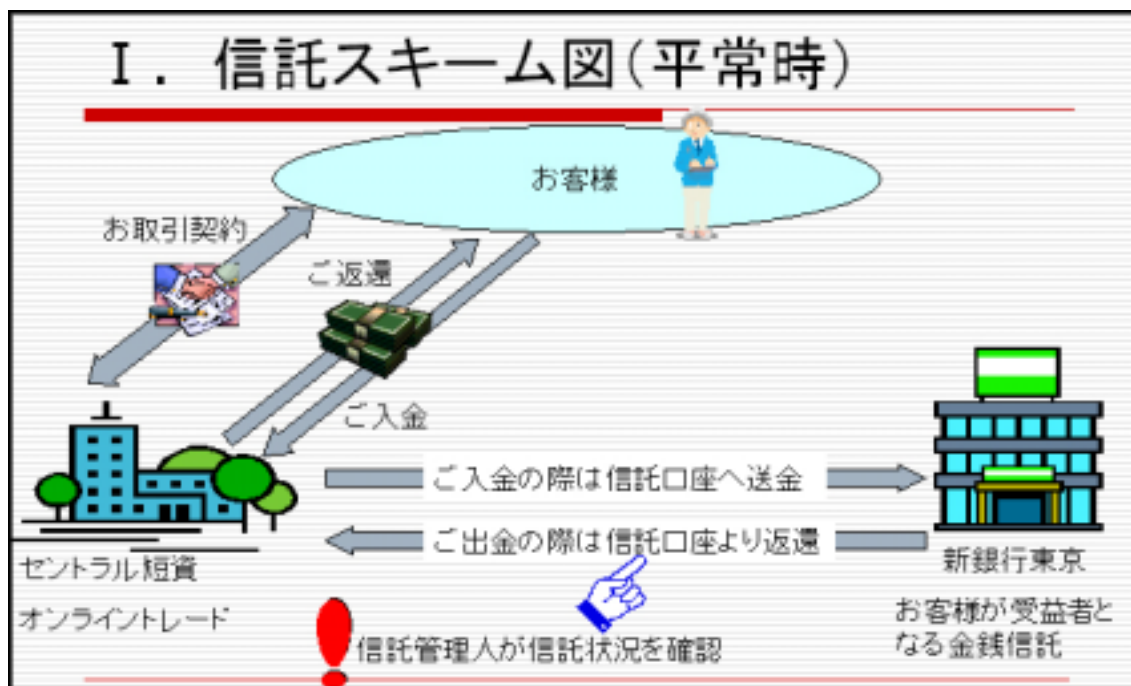 Ⅰ. 信託スキーム図(平常時)
お客様
お取引契約
ご返還
ご入金
ご入金の際は信託口座へ送金
ご出金の際は信託口座より返還
セントラル短資
オンライントレード
新銀行東京
お客様が受益者と
なる金銭信託
信託管理人が信託状況を確認